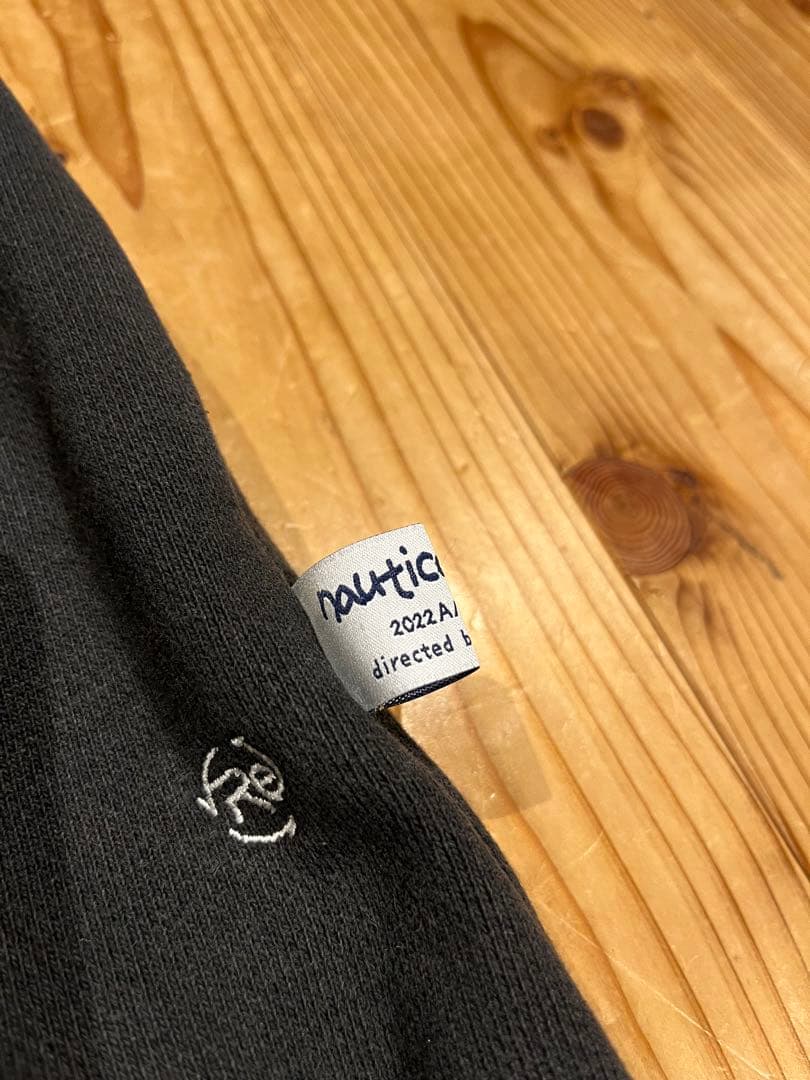 nautic
2022 A/
directed b